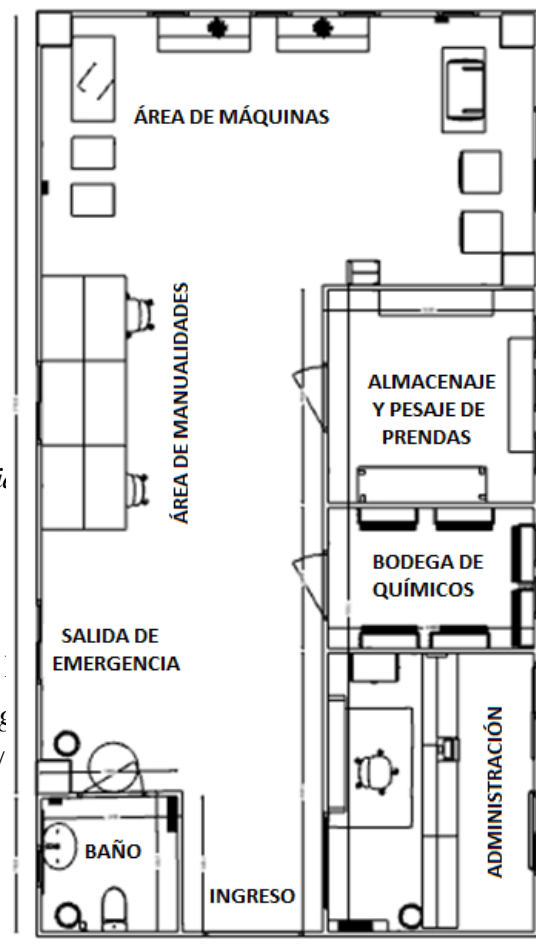 ÁREA DE MÁQUINAS
ÁREA DE MANUALIDADES
ALMACENAJE
Y PESAJE DE
PRENDAS
BODEGA DE
QUÍMICOS
SALIDA DE
EMERGENCIA
ADMINISTRACIÓN
BAÑO
INGRESO